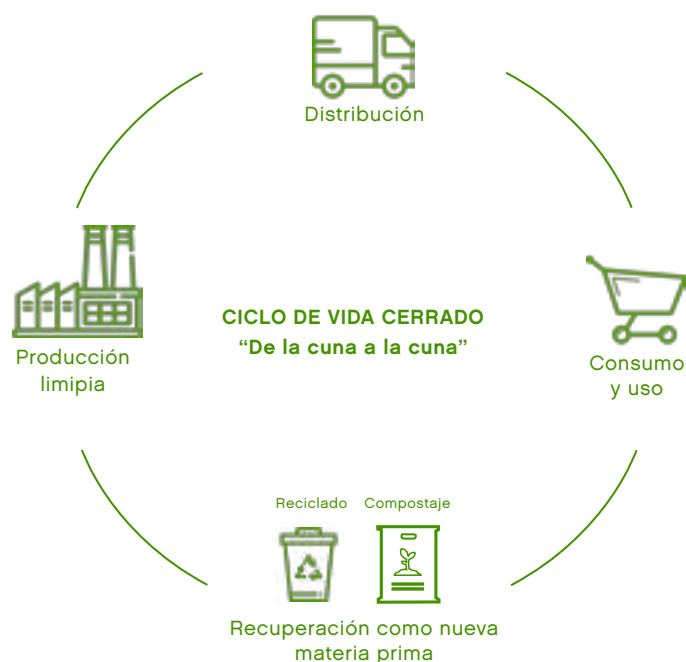 Distribución
Producción
limipia
CICLO DE VIDA CERRADO
“De la cuna a la cuna”
Consumo
y uso
Reciclado
Compostaje
Recuperación como nueva
materia prima